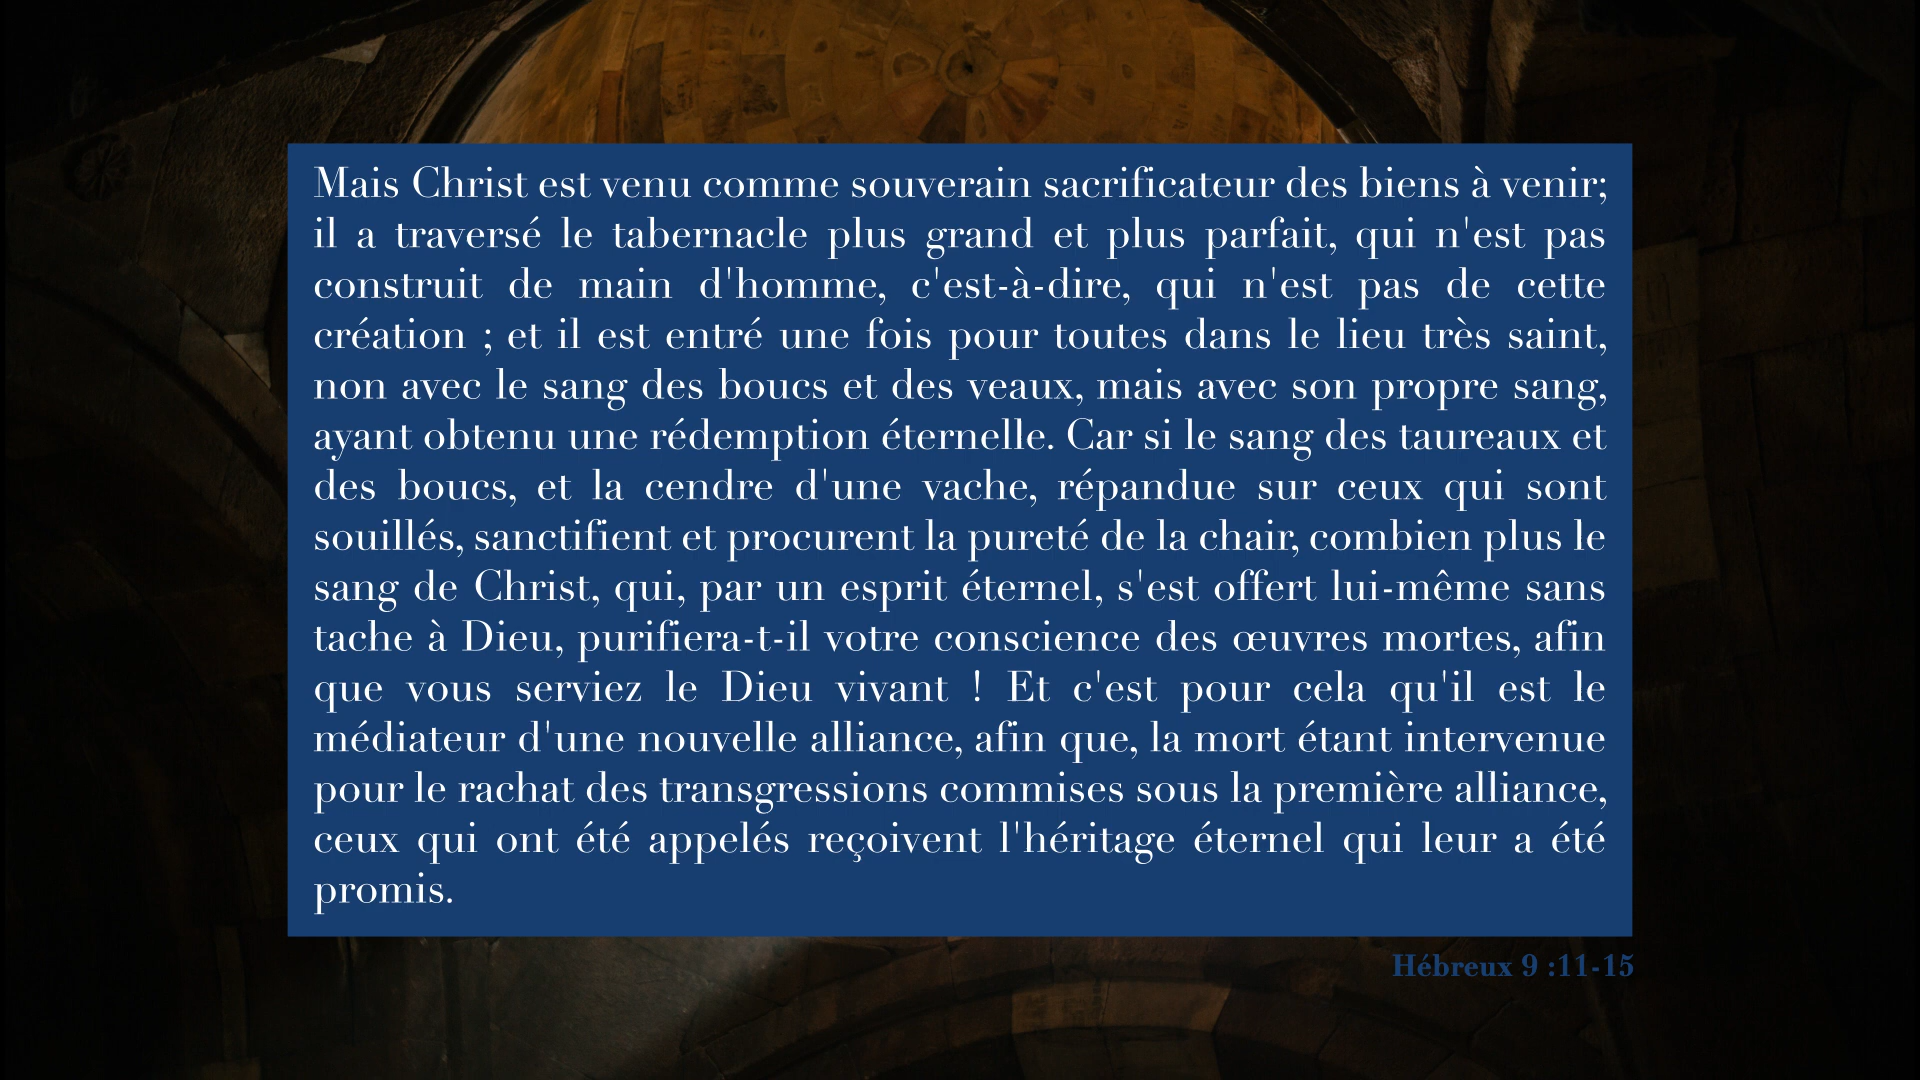 Mais Christ est venu comme souverain sacrificateur des biens à venir;
il a traversé le tabernacle plus grand et plus parfait, qui n'est pas
construit de main d'homme, c'est-à-dire, qui n'est pas de cette
création ; et il est entré une fois pour toutes dans le lieu très saint,
non avec le sang des boucs et des veaux, mais avec son propre sang,
ayant obtenu une rédemption éternelle. Car si le sang des taureaux et
des boucs, et la cendre d'une vache, répandue sur ceux qui sont
souillés, sanctifient et procurent la pureté de la chair, combien plus le
sang de Christ, qui, par un esprit éternel, s'est offert lui-même sans
tache à Dieu, purifiera-t-il votre conscience des œuvres mortes, afin
que vous serviez le Dieu vivant ! Et c'est pour cela qu'il est le
médiateur d'une nouvelle alliance, afin que, la mort étant intervenue
pour le rachat des transgressions commises sous la première alliance,
ceux qui ont été appelés reçoivent l'héritage éternel qui leur a été
promis.
Hébreux 9 :11-15